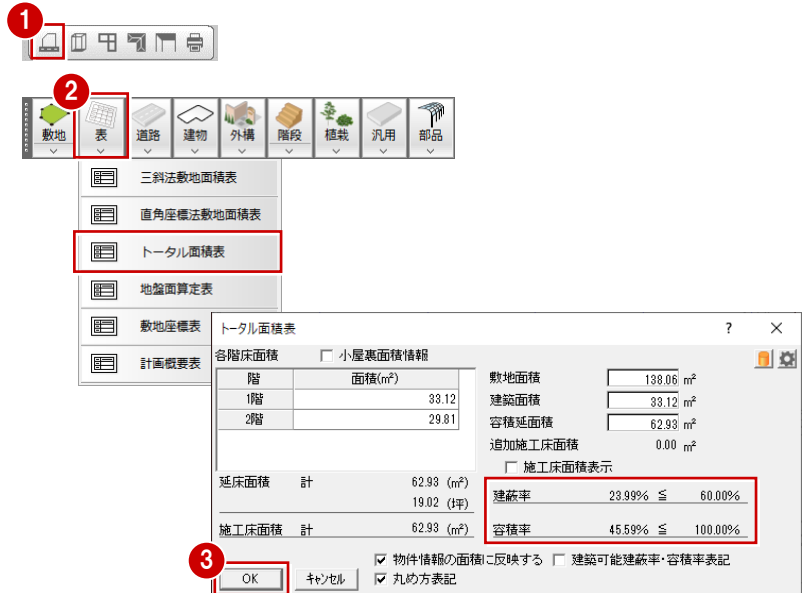 1
2
敷地 表 道路 建物 外構 階段 植栽 汎用 部品
三斜法敷地面積表
直角座標法敷地面積表
トータル面積表
地盤面算定表
敷地座標表
計画概要表
トータル面積表 ? ×
各階床面積 小屋裏面積情報
階 面積(m²)
1階 33.12
2階 29.81
敷地面積 138.06 m²
建築面積 33.12 m²
容積延面積 62.93 m²
追加施工床面積 0.00 m²
施工床面積表示
延床面積 計 62.93 (m²)
19.02 (坪)
施工床面積 計 62.93 (m²)
建蔽率 23.99% ≦ 60.00%
容積率 45.59% ≦ 100.00%
3
物件情報の面積に反映する 建築可能建蔽率・容積率表記
OK キャンセル 丸め方表記